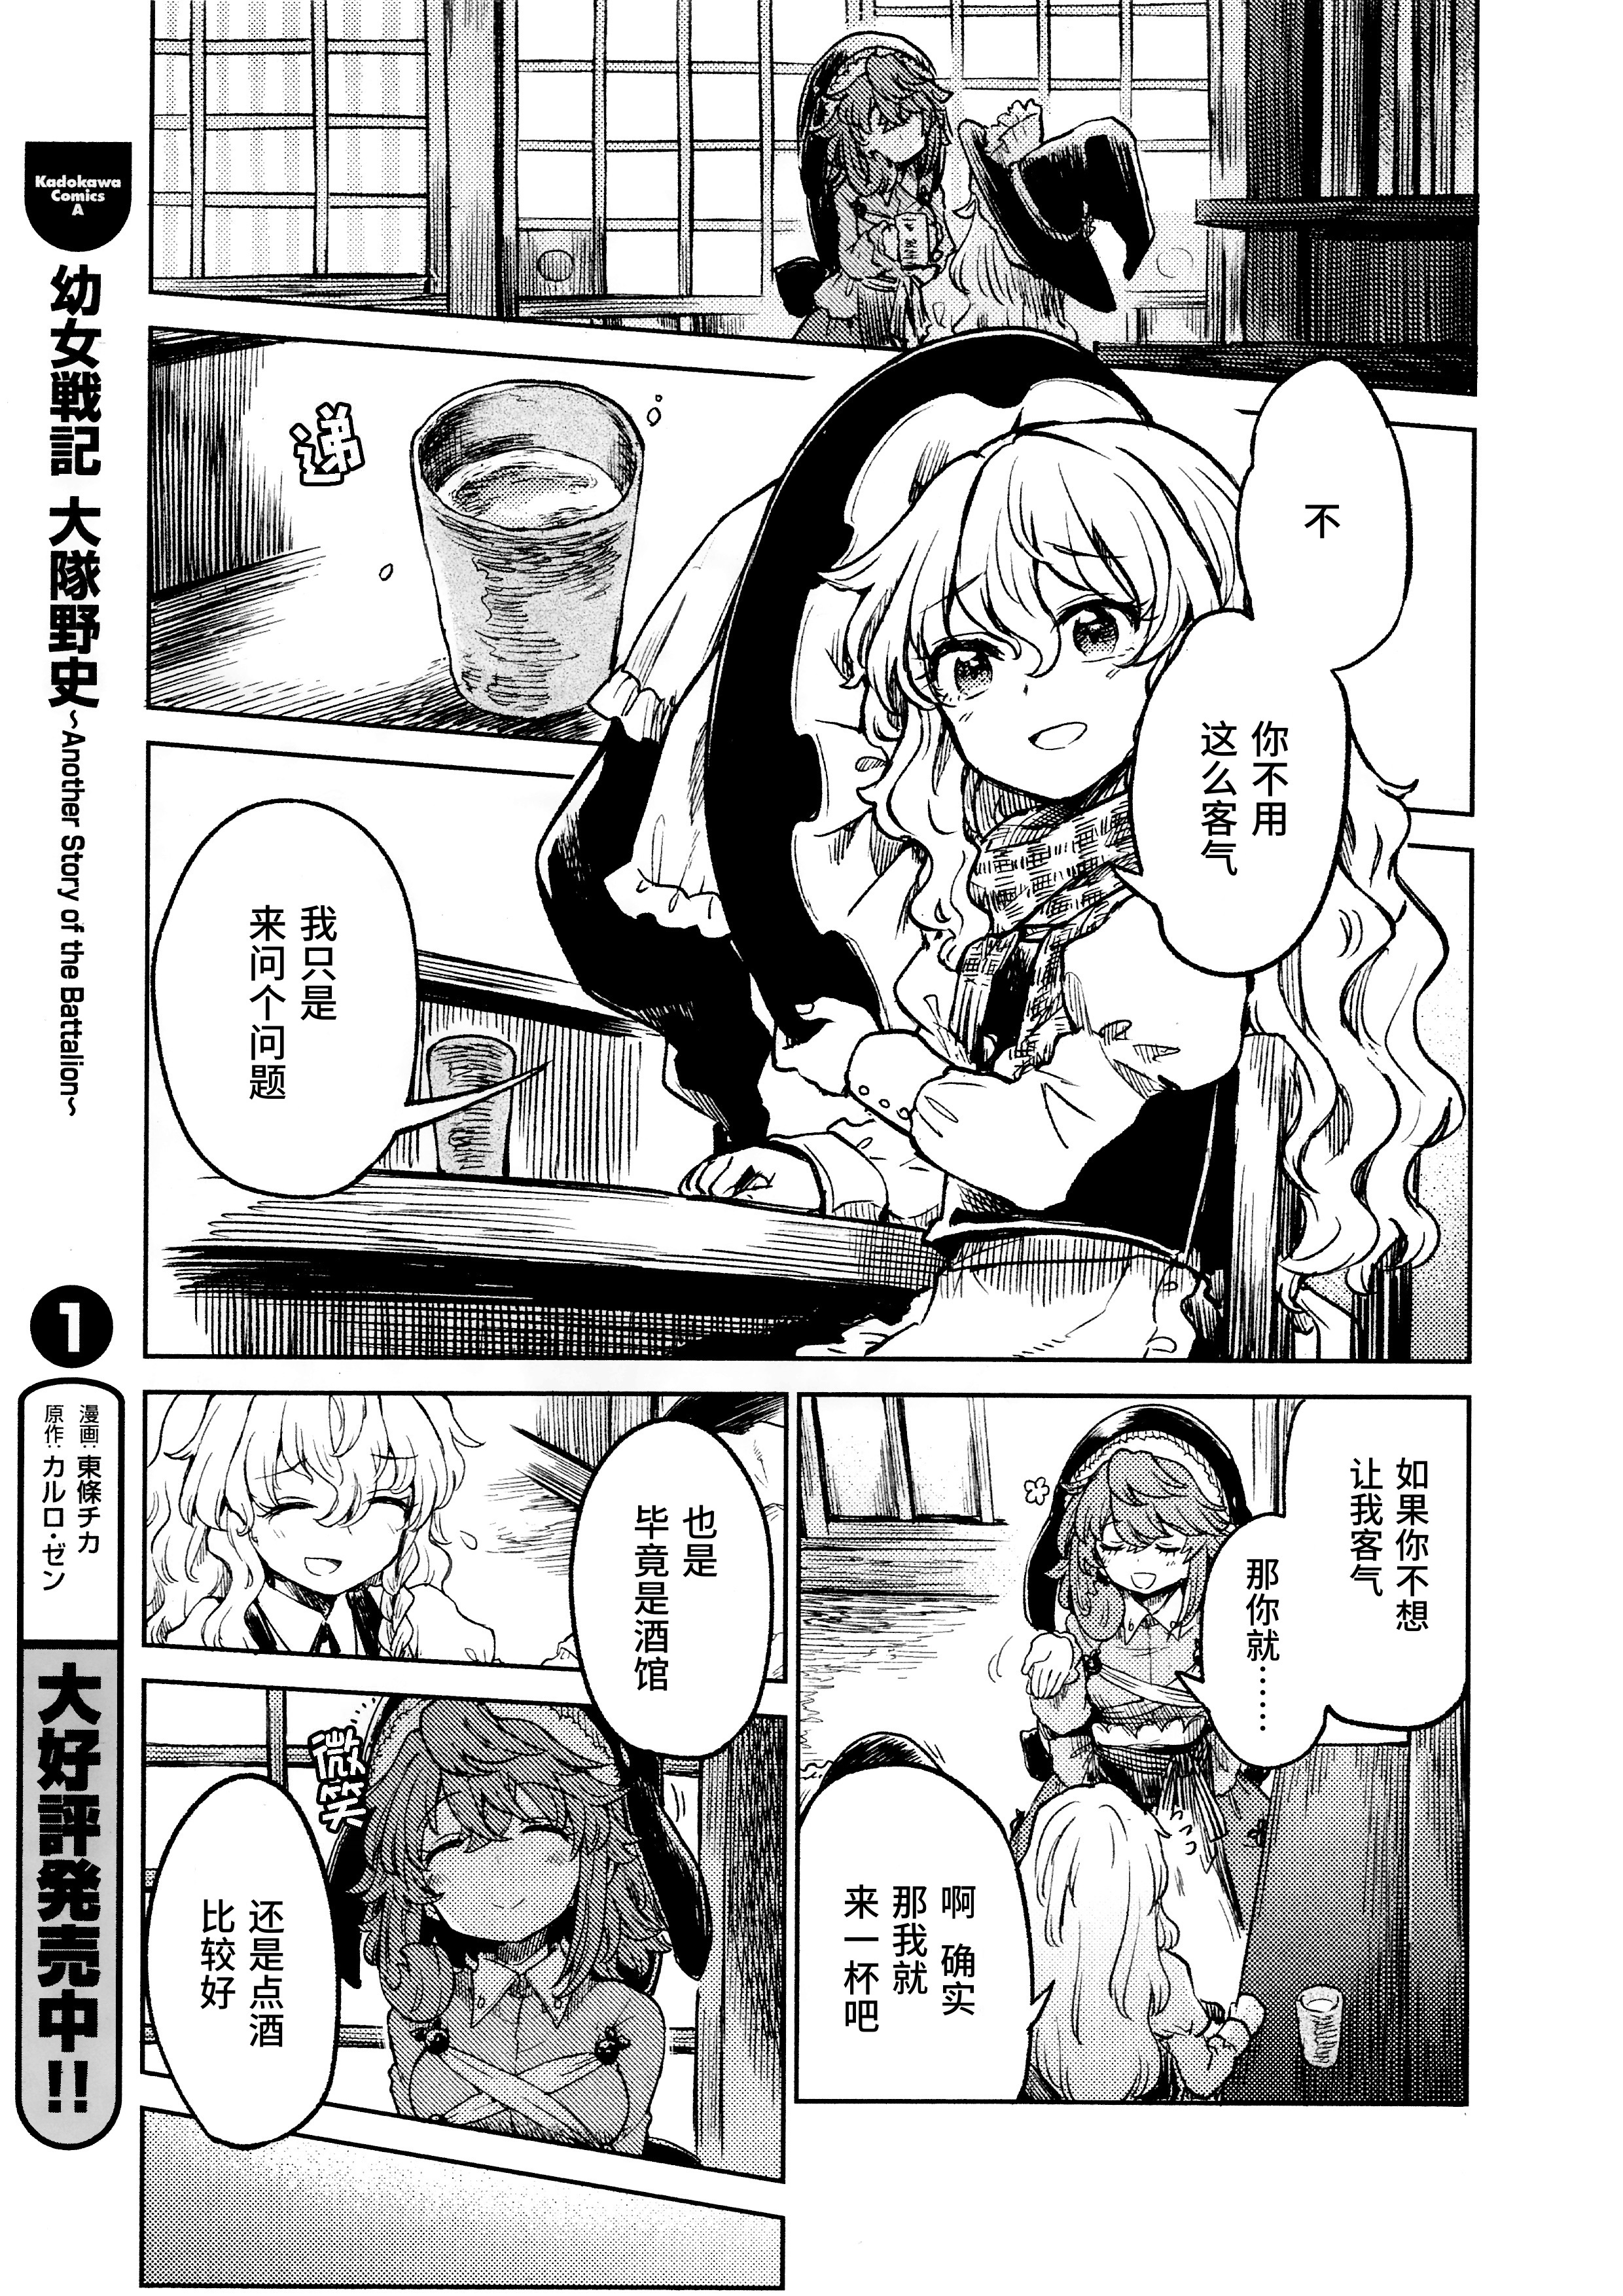 递
不
你不用
这么客气
我只是
来问个问题
如果你不想
让我客气
那你就……
啊 确实
那我就
来一杯吧
也是
毕竟是酒馆
微笑
还是点酒
比较好
Kadokawa
Comics
A
幼女戦記 大隊野史
~Another Story of the Battalion~
1
漫画：東條チカ
原作：カルロ・ゼン
大好評発売中!!